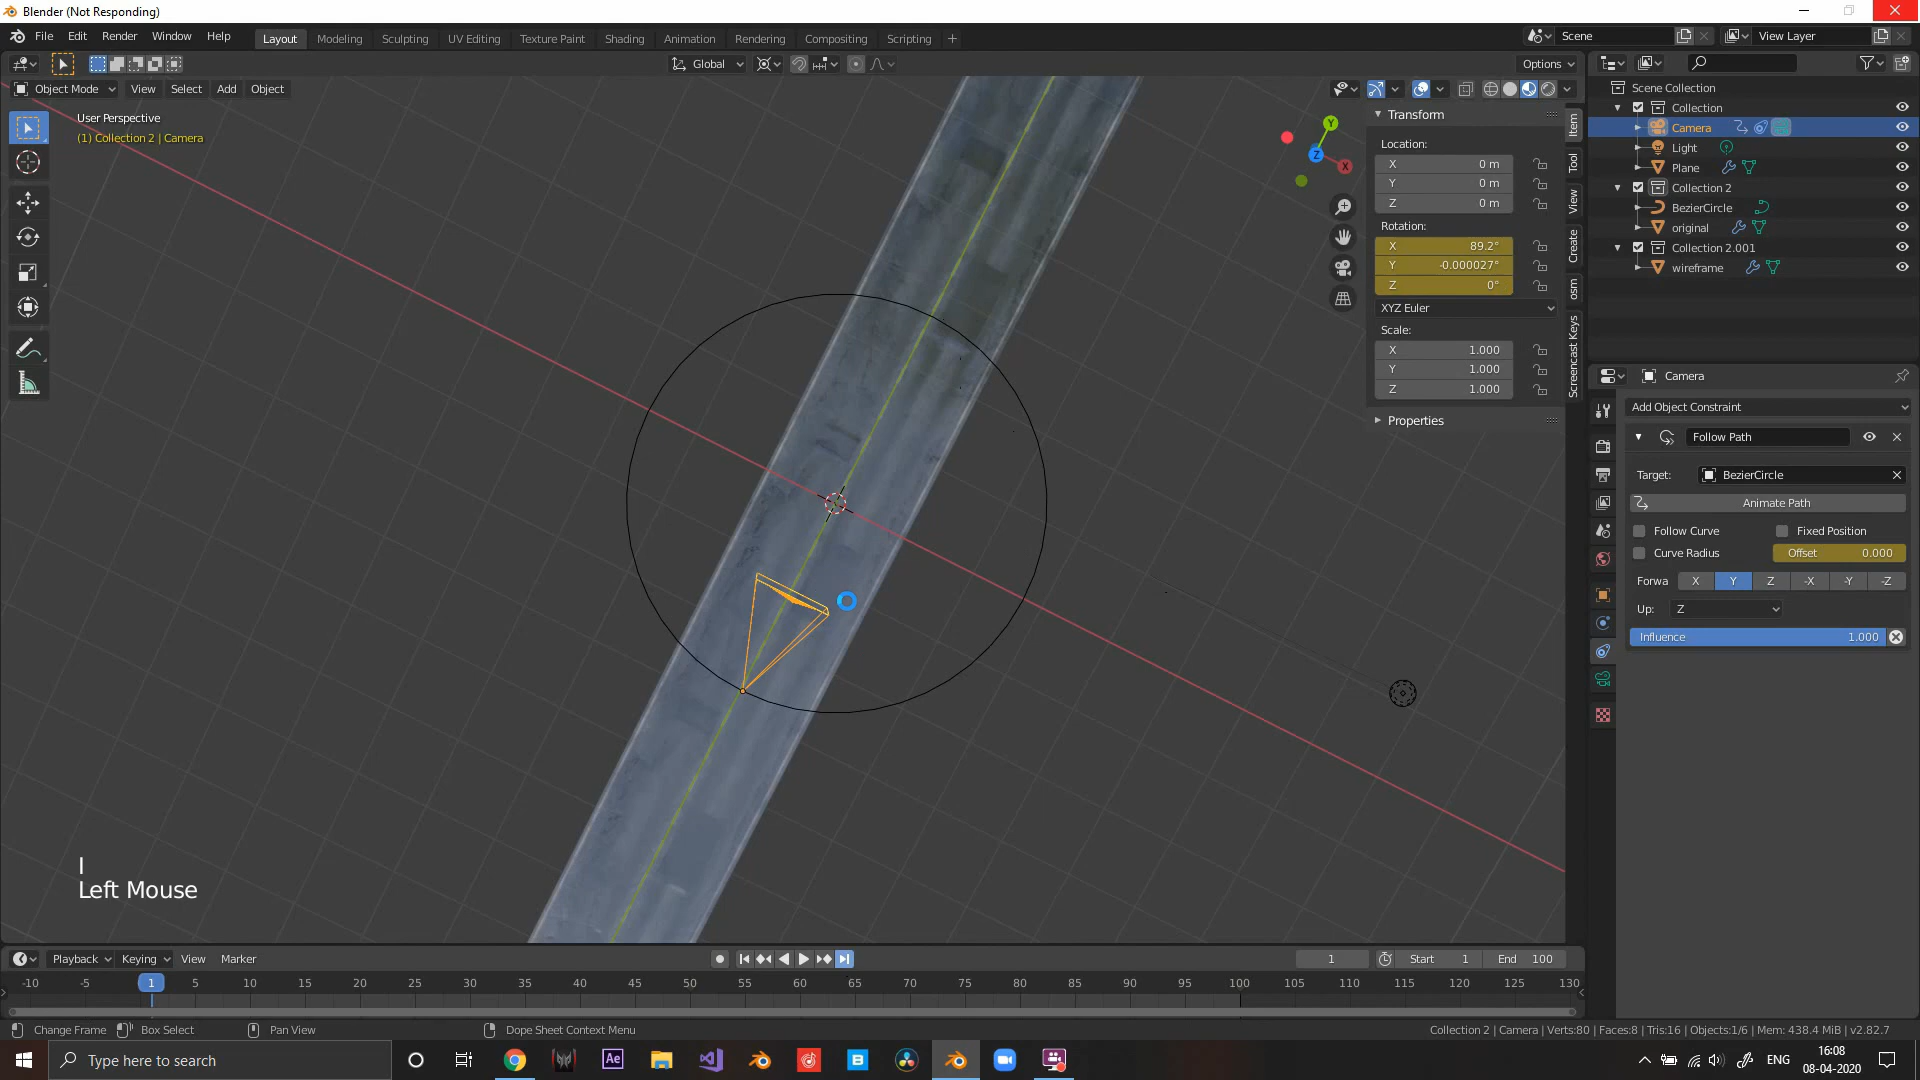 Blender (Not Responding)
File Edit Render Window Help
Layout Modeling Sculpting UV Editing Texture Paint Shading Animation Rendering Compositing Scripting +
Scene
View Layer
Global
Options
Object Mode View Select Add Object
User Perspective
(1) Collection 2 | Camera
Y
Z
X
Transform
Location:
X 0 m
Y 0 m
Z 0 m
Rotation:
X 89.2°
Y -0.000027°
Z 0°
XYZ Euler
Scale:
X 1.000
Y 1.000
Z 1.000
Properties
Item
Tool
View
Create
osm
Screencast Keys
Scene Collection
Collection
Camera
Light
Plane
Collection 2
BezierCircle
original
Collection 2.001
wireframe
Camera
Add Object Constraint
Follow Path
Target: BezierCircle
Animate Path
Follow Curve Fixed Position
Curve Radius Offset 0.000
Forwa X Y Z -X -Y -Z
Up: Z
Influence 1.000
I
Left Mouse
Playback Keying View Marker
1 Start 1 End 100
-10 -5 1 5 10 15 20 25 30 35 40 45 50 55 60 65 70 75 80 85 90 95 100 105 110 115 120 125 130
Change Frame Box Select Pan View Dope Sheet Context Menu
Collection 2 | Camera | Verts:80 | Faces:8 | Tris:16 | Objects:1/6 | Mem: 438.4 MiB | v2.82.7
Type here to search
Ae
B
ENG
16:08
08-04-2020